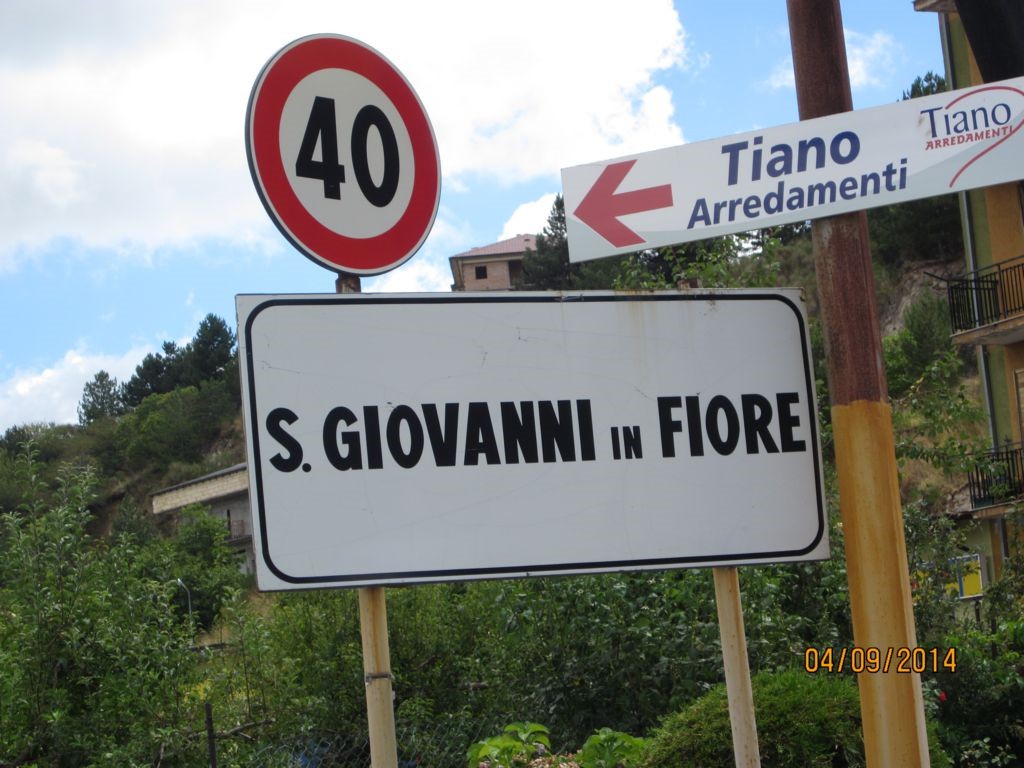 40
Tiano
Arredamenti
Tiano
ARREDAMENTI
S. GIOVANNI IN FIORE
04/09/2014